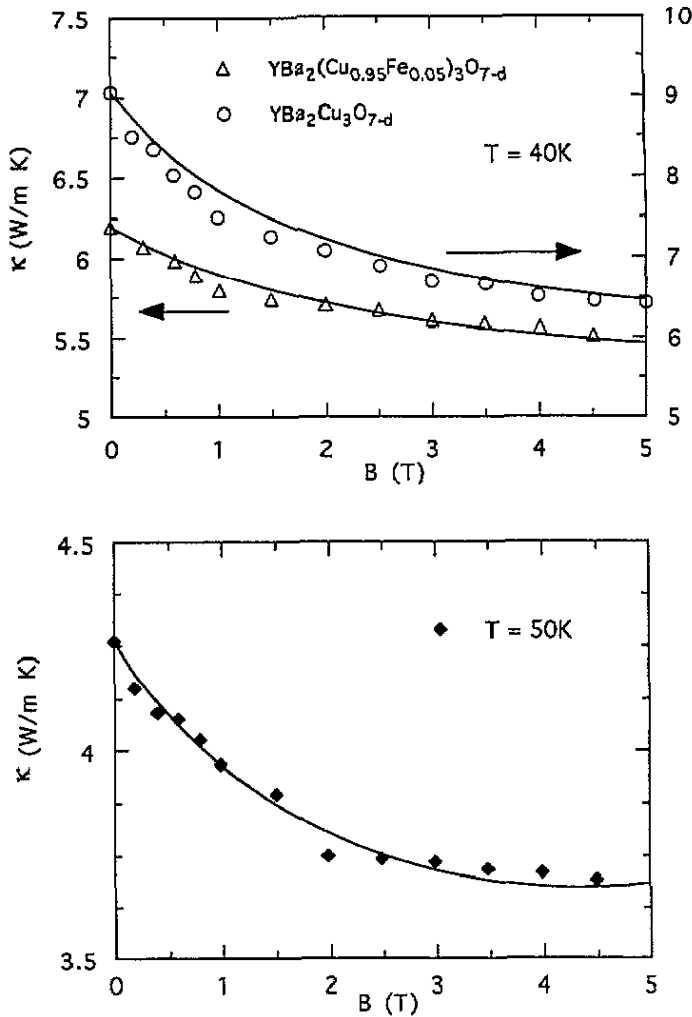 7.5
7
6.5
6
5.5
5
10
9
8
7
6
5
κ (W/m K)
△ YBa₂(Cu₀.₉₅Fe₀.₀₅)₃O₇₋d
○ YBa₂Cu₃O₇₋d
T = 40K
0 1 2 3 4 5
B (T)
4.5
4
3.5
κ (W/m K)
◆ T = 50K
0 1 2 3 4 5
B (T)